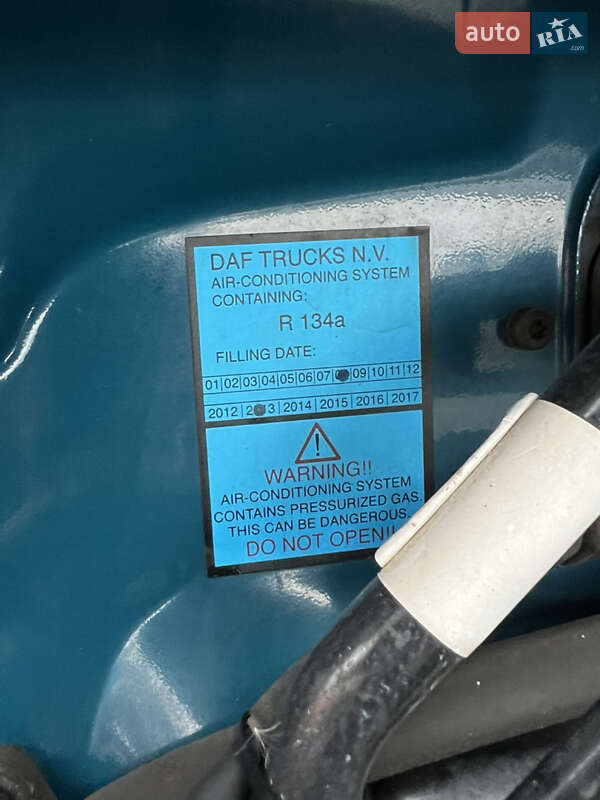 auto RIA .com
DAF TRUCKS N.V.
AIR-CONDITIONING SYSTEM
CONTAINING:
R 134a
FILLING DATE:
01 02 03 04 05 06 07 09 10 11 12
2012 2 3 2014 2015 2016 2017
WARNING!!
AIR-CONDITIONING SYSTEM
CONTAINS PRESSURIZED GAS.
THIS CAN BE DANGEROUS.
DO NOT OPEN!!